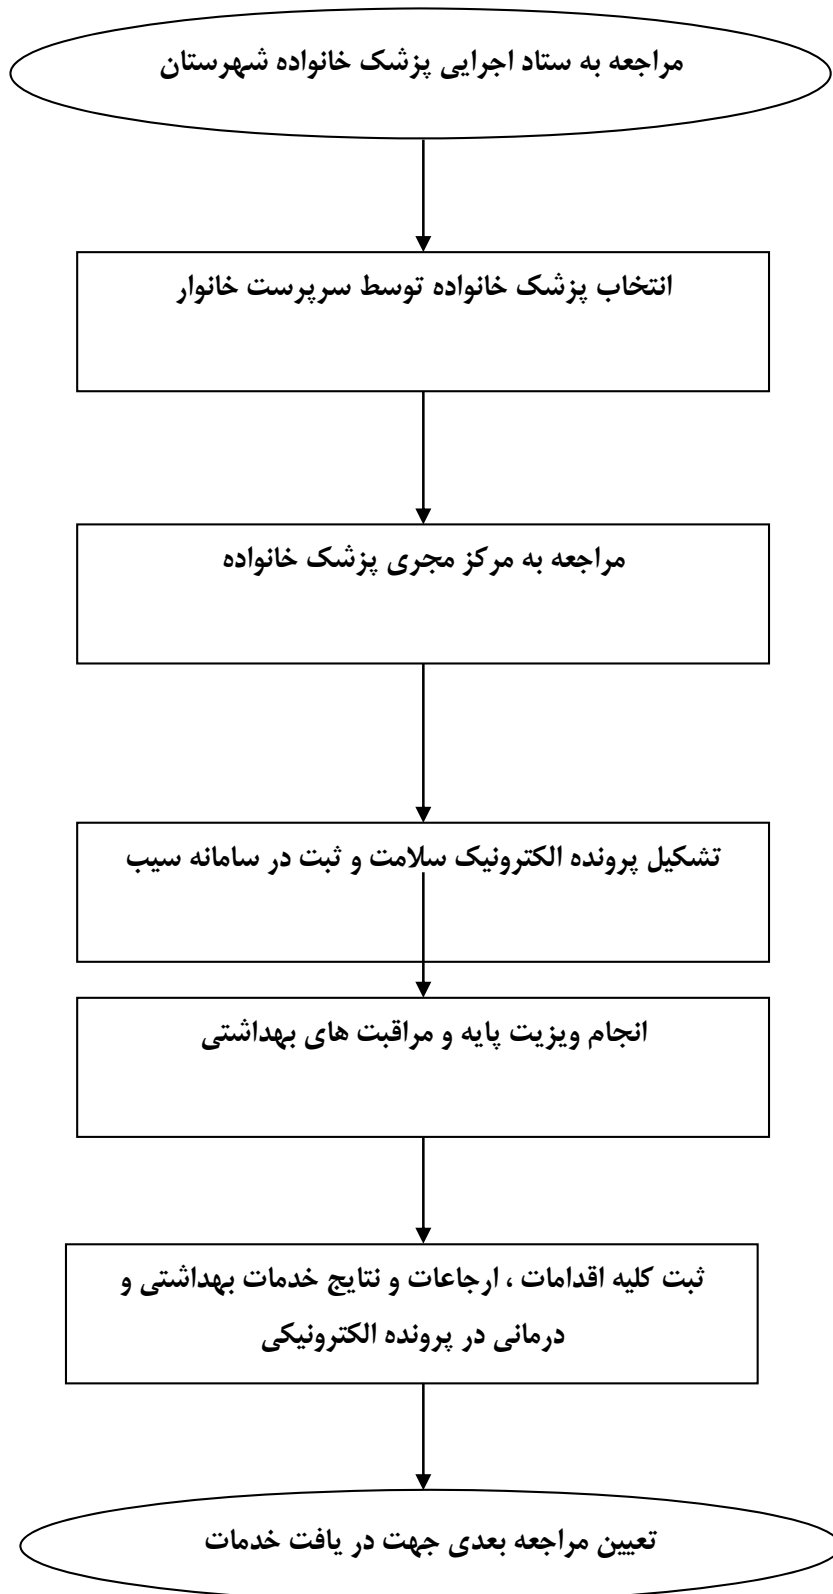 مراجعه به ستاد اجرایی پزشک خانواده شهرستان
انتخاب پزشک خانواده توسط سرپرست خانوار
مراجعه به مرکز مجری پزشک خانواده
تشکیل پرونده الکترونیک سلامت و ثبت در سامانه سیب
انجام ویزیت پایه و مراقبت های بهداشتی
ثبت کلیه اقدامات ، ارجاعات و نتایج خدمات بهداشتی و
درمانی در پرونده الکترونیکی
تعیین مراجعه بعدی جهت در یافت خدمات